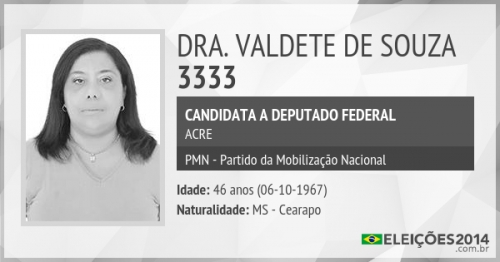 DRA. VALDETE DE SOUZA
3333
CANDIDATA A DEPUTADO FEDERAL
ACRE
PMN - Partido da Mobilização Nacional
Idade: 46 anos (06-10-1967)
Naturalidade: MS - Cearapo
ELEIÇÕES2014
.com.br